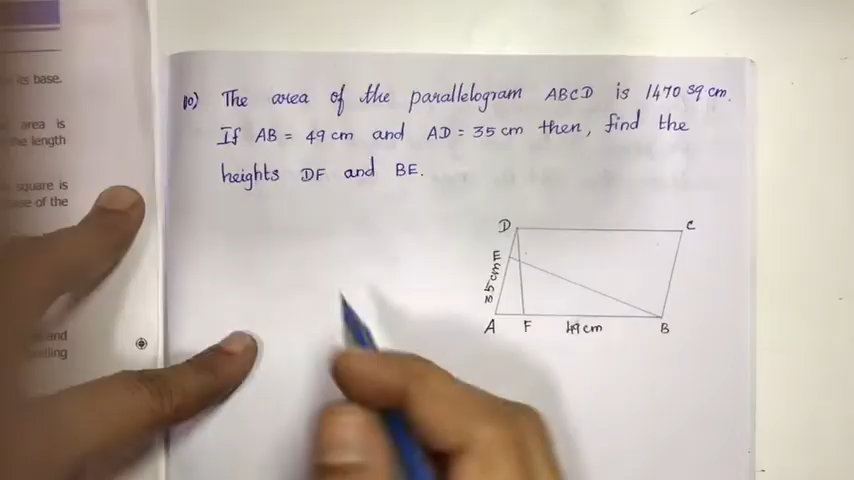 its base.
area is
the length
square is
of the
and
10) The area of the parallelogram ABCD is 1470 sq cm.
If AB = 49 cm and AD = 35 cm then, find the
heights DF and BE.
D C
E
35 cm
A F 49 cm B